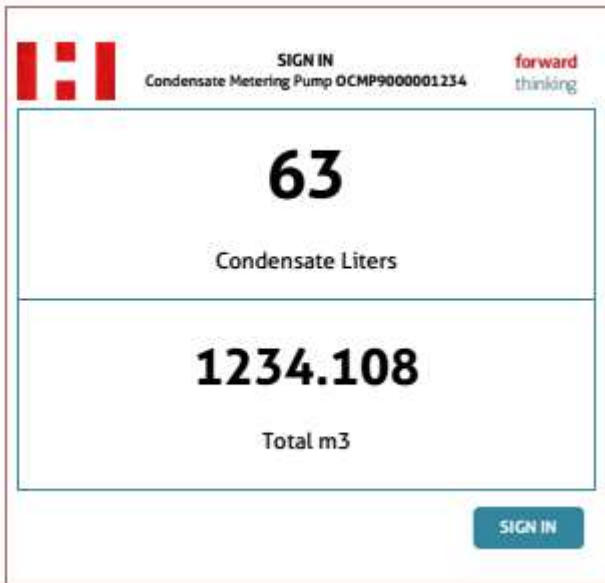 SIGN IN
Condensate Metering Pump OCMP9000001234
forward
thinking
63
Condensate Liters
1234.108
Total m3
SIGN IN